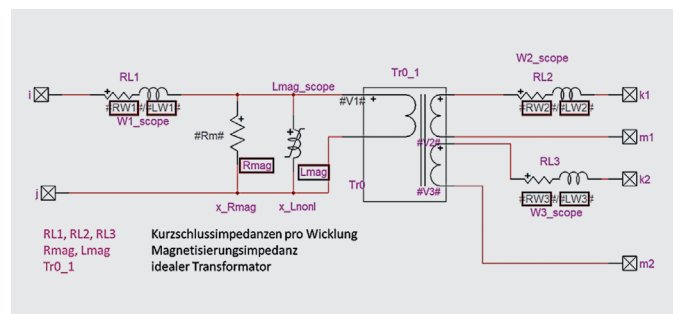 W2_scope
Tr0_1
RL1
Lmag_scope
RL2
i
#V1#
k1
#RW1#/#LW1#
#RW2#/#LW2#
W1_scope
#Rm#
m1
#V2#
RL3
Rmag
Lmag
k2
Tr0
#V3#
#RW3#/#LW3#
j
x_Rmag
x_Lnonl
W3_scope
RL1, RL2, RL3 Kurzschlussimpedanzen pro Wicklung
Rmag, Lmag Magnetisierungsimpedanz
Tr0_1 idealer Transformator
m2